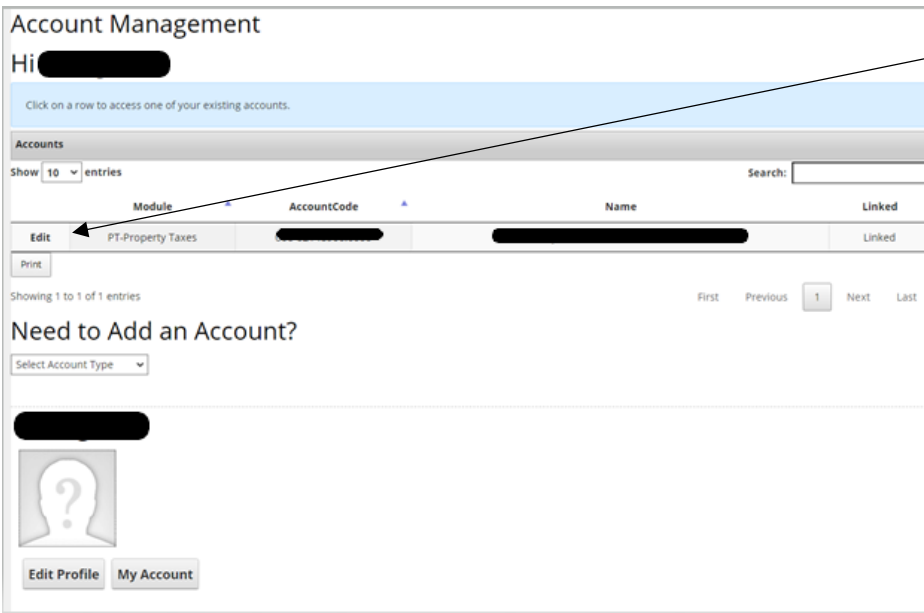 Account Management
Hi
Click on a row to access one of your existing accounts.
Accounts
Show 10 entries Search:
Module AccountCode Name Linked
Edit PT-Property Taxes Linked
Print
Showing 1 to 1 of 1 entries First Previous 1 Next Last
Need to Add an Account?
Select Account Type
?
Edit Profile My Account